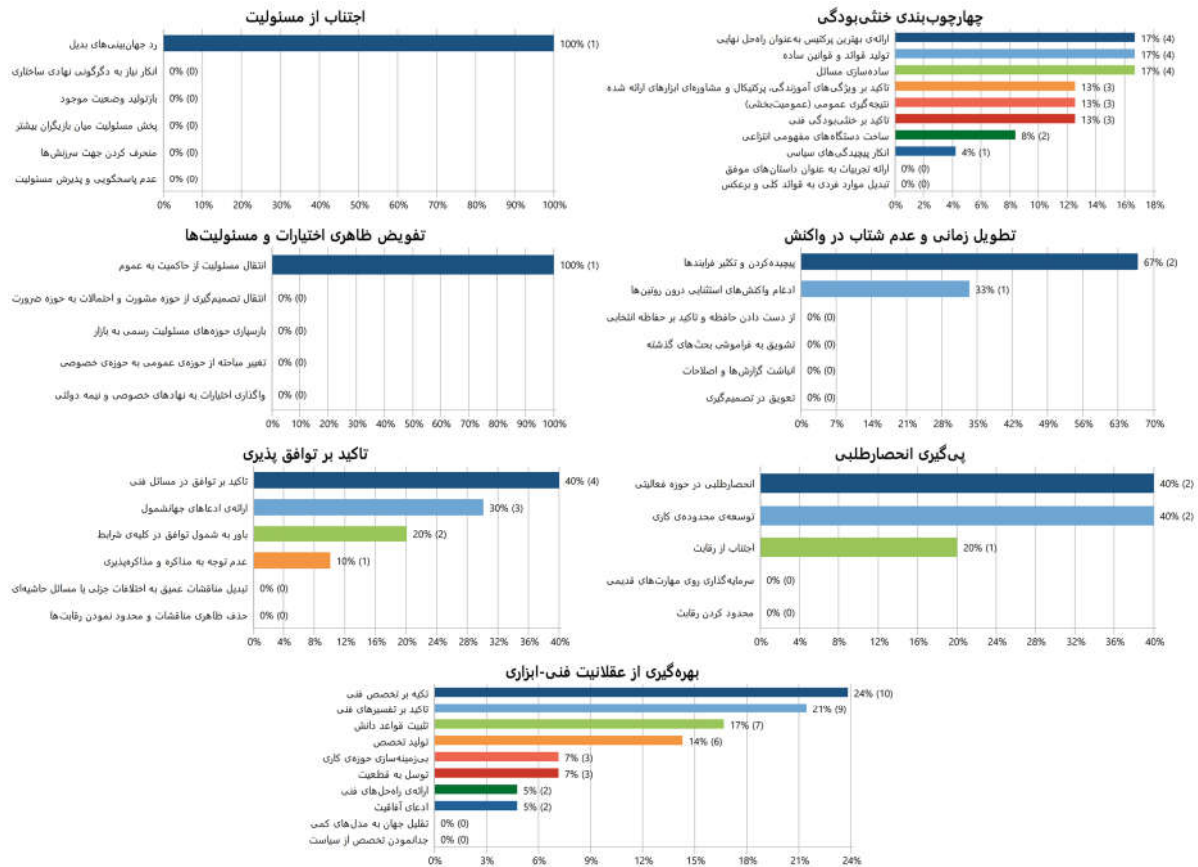 چهارچوب‌بندی خنثی‌بودگی
ارائه‌ی بهترین پرکتیس به‌عنوان راه‌حل نهایی 17% (4)
تولید قوائد و قوانین ساده 17% (4)
ساده‌سازی مسائل 17% (4)
تاکید بر ویژگی‌های آموزندگی، پرکتیکال و مشاوره‌ای ابزارهای ارائه شده 13% (3)
نتیجه‌گیری عمومی (عمومیت‌بخشی) 13% (3)
تاکید بر خنثی‌بودگی فنی 13% (3)
ساخت دستگاه‌های مفهومی انتزاعی 8% (2)
انکار پیچیدگی‌های سیاسی 4% (1)
ارائه تجربیات به عنوان داستان‌های موفق 0% (0)
تبدیل موارد فردی به قوائد کلی و برعکس 0% (0)
0% 2% 4% 6% 8% 10% 12% 14% 16% 18%
اجتناب از مسئولیت
رد جهان‌بینی‌های بدیل 100% (1)
انکار نیاز به دگرگونی نهادی ساختاری 0% (0)
بازتولید وضعیت موجود 0% (0)
پخش مسئولیت میان بازیگران بیشتر 0% (0)
منحرف کردن جهت سرزنش‌ها 0% (0)
عدم پاسخگویی و پذیرش مسئولیت 0% (0)
0% 10% 20% 30% 40% 50% 60% 70% 80% 90% 100%
تطویل زمانی و عدم شتاب در واکنش
پیچیده‌کردن و تکثیر فرایندها 67% (2)
ادغام واکنش‌های استثنایی درون روتین‌ها 33% (1)
از دست دادن حافظه و تاکید بر حفاظه انتخابی 0% (0)
تشویق به فراموشی بحث‌های گذشته 0% (0)
انباشت گزارش‌ها و اصلاحات 0% (0)
تعویق در تصمیم‌گیری 0% (0)
0% 7% 14% 21% 28% 35% 42% 49% 56% 63% 70%
تفویض ظاهری اختیارات و مسئولیت‌ها
انتقال مسئولیت از حاکمیت به عموم 100% (1)
انتقال تصمیم‌گیری از حوزه مشورت و احتمالات به حوزه ضرورت 0% (0)
بارسپاری حوزه‌های مسئولیت رسمی به بازار 0% (0)
تغییر مباحثه از حوزه‌ی عمومی به حوزه‌ی خصوصی 0% (0)
واگذاری اختیارات به نهادهای خصوصی و نیمه دولتی 0% (0)
0% 10% 20% 30% 40% 50% 60% 70% 80% 90% 100%
پی‌گیری انحصارطلبی
انحصارطلبی در حوزه فعالیتی 40% (2)
توسعه‌ی محدوده‌ی کاری 40% (2)
اجتناب از رقابت 20% (1)
سرمایه‌گذاری روی مهارت‌های قدیمی 0% (0)
محدود کردن رقابت 0% (0)
0% 4% 8% 12% 16% 20% 24% 28% 32% 36% 40%
تاکید بر توافق پذیری
تاکید بر توافق در مسائل فنی 40% (4)
ارائه‌ی ادعاهای جهانشمول 30% (3)
باور به شمول توافق در کلیه‌ی شرایط 20% (2)
عدم توجه به مذاکره و مذاکره‌پذیری 10% (1)
تبدیل مناقشات عمیق به اختلافات جزئی یا مسائل حاشیه‌ای 0% (0)
حذف ظاهری مناقشات و محدود نمودن رقابت‌ها 0% (0)
0% 4% 8% 12% 16% 20% 24% 28% 32% 36% 40%
بهره‌گیری از عقلانیت فنی-ابزاری
تکیه بر تخصص فنی 24% (10)
تاکید بر تفسیرهای فنی 21% (9)
تثبیت قواعد دانش 17% (7)
تولید تخصص 14% (6)
بی‌زمینه‌سازی حوزه‌ی کاری 7% (3)
توسل به قطعیت 7% (3)
ارائه‌ی راه‌حل‌های فنی 5% (2)
ادعای آفاقیت 5% (2)
تقلیل جهان به مدل‌های کمی 0% (0)
جدانمودن تخصص از سیاست 0% (0)
0% 3% 6% 9% 12% 15% 18% 21% 24%